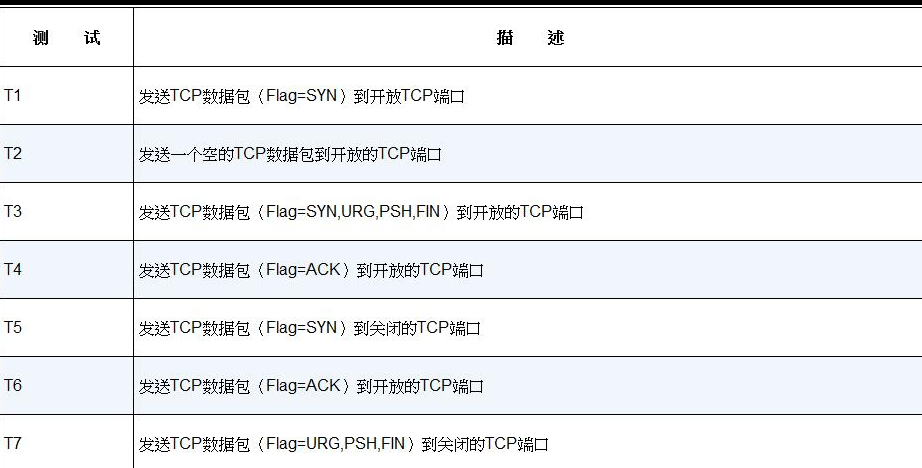 测 试 描 述
T1 发送TCP数据包（Flag=SYN）到开放TCP端口
T2 发送一个空的TCP数据包到开放的TCP端口
T3 发送TCP数据包（Flag=SYN,URG,PSH,FIN）到开放的TCP端口
T4 发送TCP数据包（Flag=ACK）到开放的TCP端口
T5 发送TCP数据包（Flag=SYN）到关闭的TCP端口
T6 发送TCP数据包（Flag=ACK）到开放的TCP端口
T7 发送TCP数据包（Flag=URG,PSH,FIN）到关闭的TCP端口